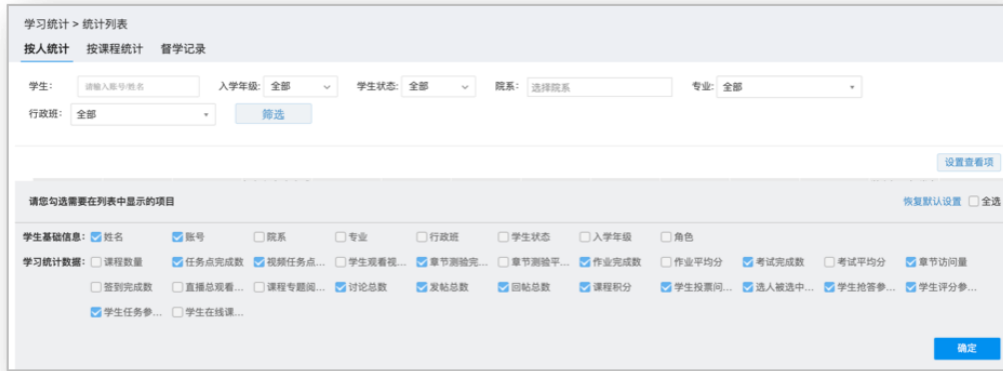 学习统计 > 统计列表
按人统计 按课程统计 督学记录
学生： 请输入账号/姓名 入学年级: 全部 学生状态: 全部 院系： 选择院系 专业: 全部
行政班: 全部 筛选
设置查看项
请您勾选需要在列表中显示的项目 恢复默认设置 全选
学生基础信息： 姓名 账号 院系 专业 行政班 学生状态 入学年级 角色
学习统计数据： 课程数量 任务点完成数 视频任务点... 学生观看视... 章节测验完... 章节测验平... 作业完成数 作业平均分 考试完成数 考试平均分 章节访问量
签到完成数 直播总观看... 课程专题阅... 讨论总数 发帖总数 回帖总数 课程积分 学生投票问... 选人被选中... 学生抢答参... 学生评分参...
学生任务参... 学生在线课...
确定